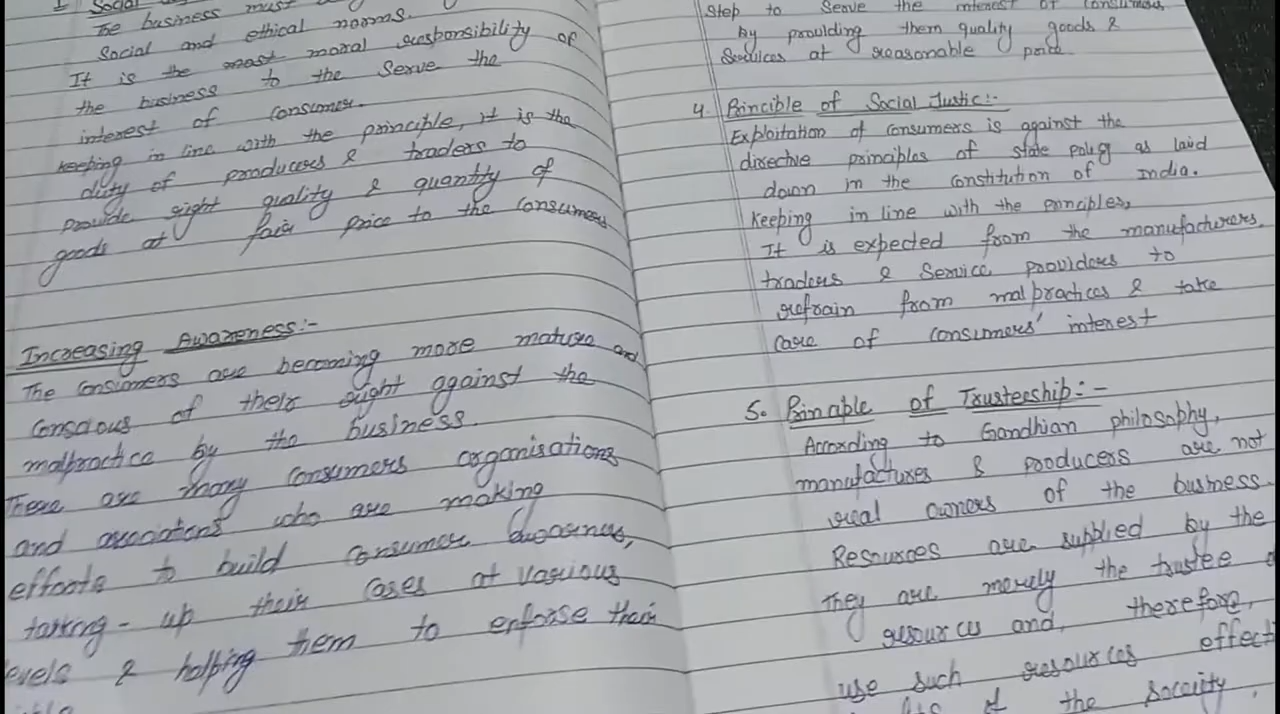 1 Social
The business must
Social and ethical norms.
It is the most moral responsibility of
the business to the Serve the
interest of consumer.
Keeping in line with the principle, it is the
duty of producers & traders to
Provide right quality & quantity of
goods at fair price to the consumers
Increasing Awareness:-
The consumers are becoming more mature and
Conscious of their right against the
malpractice by the business.
There are many consumers organisations
and associations who are making
efforts to build consumer
taking-up their cases at various
levels & helping them to enforse their
Step to Serve the interest of consumers
by providing them quality goods &
Services at reasonable
4. Princible of Social Justic:-
Exploitation of consumers is against the
directive principles of state policy as laid
down in the constitution of India.
Keeping in line with the principles,
It is expected from the manufacturers,
traders & Service providers to
refrain from malpractices & take
care of consumers' interest
5. Principle of Trusteeship:-
According to Gandhian philosophy,
manufactures & producers are not
real owners of the business.
Resources are supplied by the
They are merely the trustee
resources and, therefore,
use such resources effect
of the soceity,